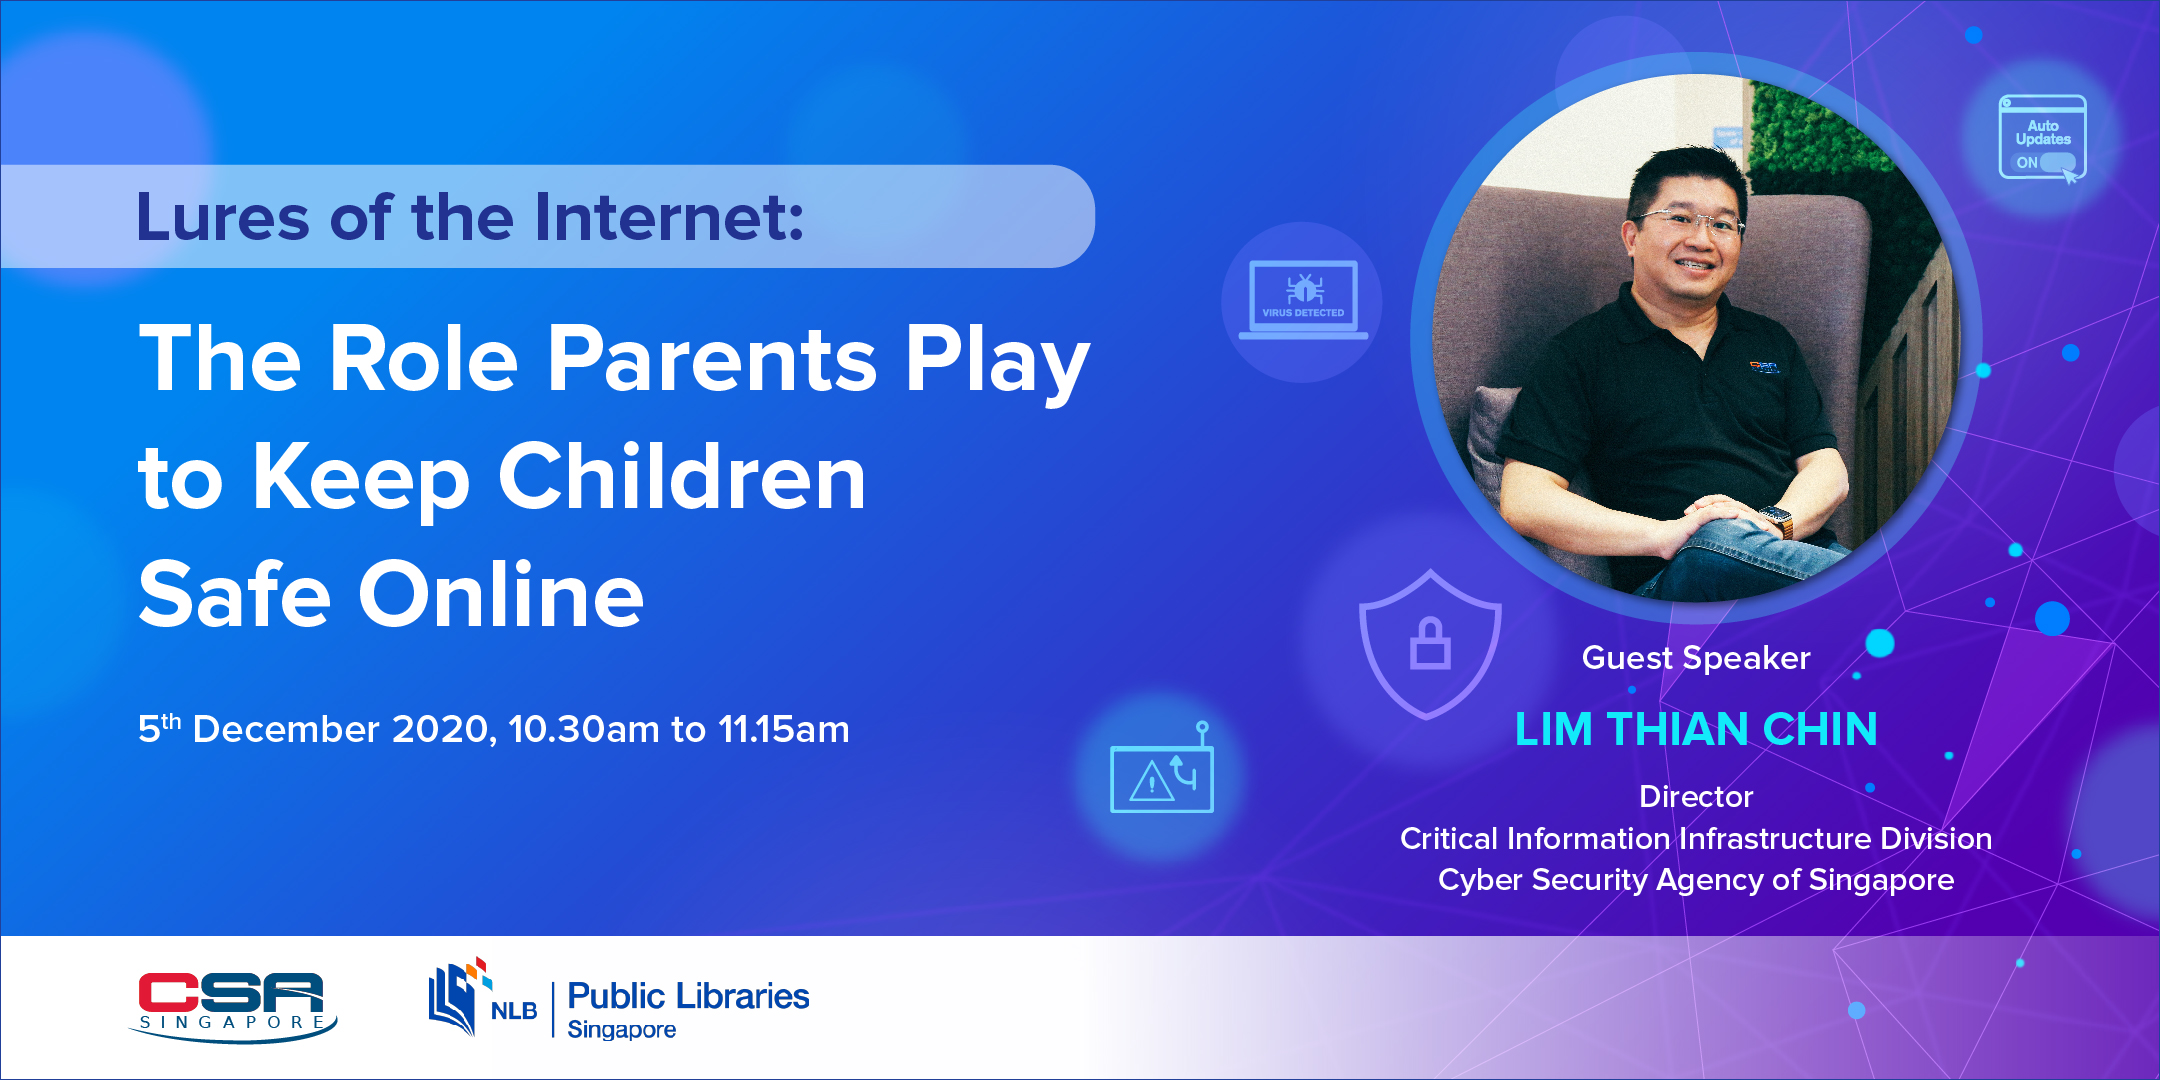 Lures of the Internet:
The Role Parents Play
to Keep Children
Safe Online
5th December 2020, 10.30am to 11.15am
VIRUS DETECTED
Auto
Updates
ON
CSA
Guest Speaker
LIM THIAN CHIN
Director
Critical Information Infrastructure Division
Cyber Security Agency of Singapore
CSA
SINGAPORE
NLB
Public Libraries
Singapore